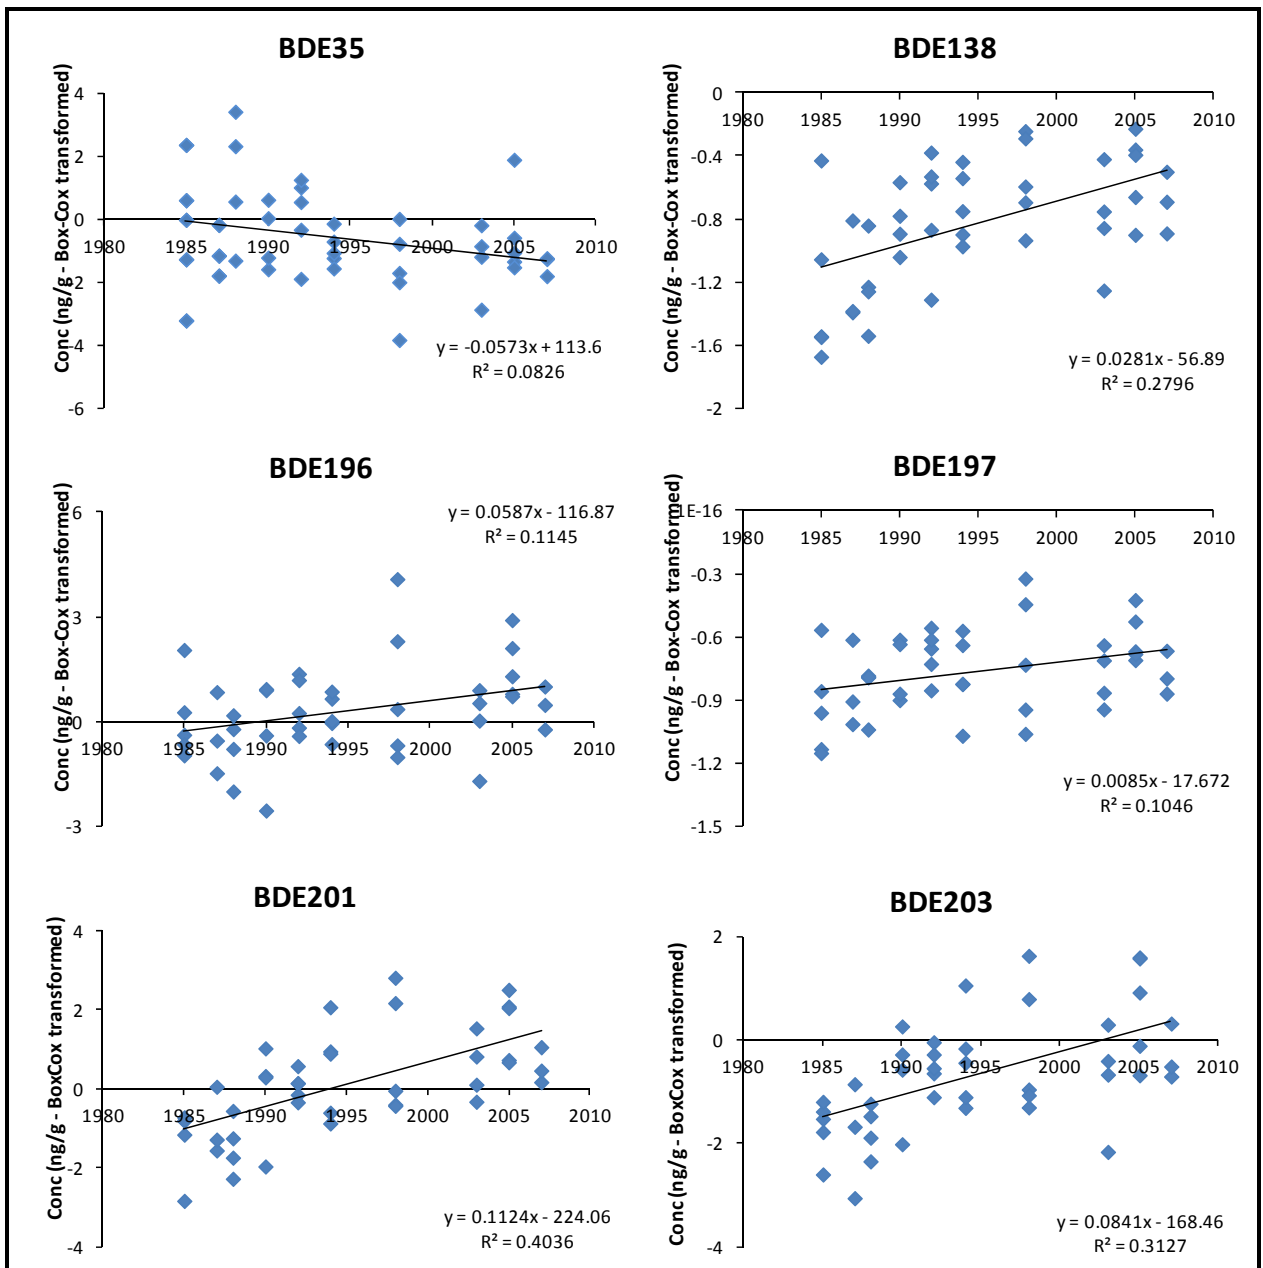 BDE35
Conc (ng/g - Box-Cox transformed)
4
2
0
1980 1985 1990 1995 2000 2005 2010
-2
-4
-6
y = -0.0573x + 113.6
R² = 0.0826
BDE138
Conc (ng/g - Box-Cox transformed)
0
1980 1985 1990 1995 2000 2005 2010
-0.4
-0.8
-1.2
-1.6
-2
y = 0.0281x - 56.89
R² = 0.2796
BDE196
Conc (ng/g - Box-Cox transformed)
6
y = 0.0587x - 116.87
R² = 0.1145
3
0
1980 1985 1990 1995 2000 2005 2010
-3
BDE197
Conc (ng/g - Box-Cox transformed)
1E-16
1980 1985 1990 1995 2000 2005 2010
-0.3
-0.6
-0.9
-1.2
-1.5
y = 0.0085x - 17.672
R² = 0.1046
BDE201
Conc (ng/g - BoxCox transformed)
4
2
0
1980 1985 1990 1995 2000 2005 2010
-2
-4
y = 0.1124x - 224.06
R² = 0.4036
BDE203
Conc (ng/g - BoxCox transformed)
2
0
1980 1985 1990 1995 2000 2005 2010
-2
-4
y = 0.0841x - 168.46
R² = 0.3127